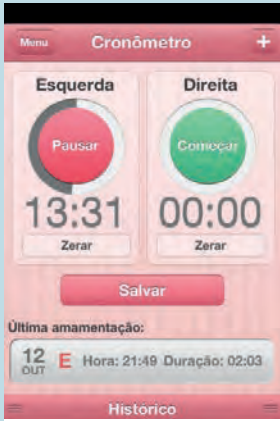 Menu Cronômetro +
Esquerda Direita
Pausar Começar
13:31 00:00
Zerar Zerar
Salvar
Última amamentação:
12 OUT E Hora: 21:49 Duração: 02:03
Histórico